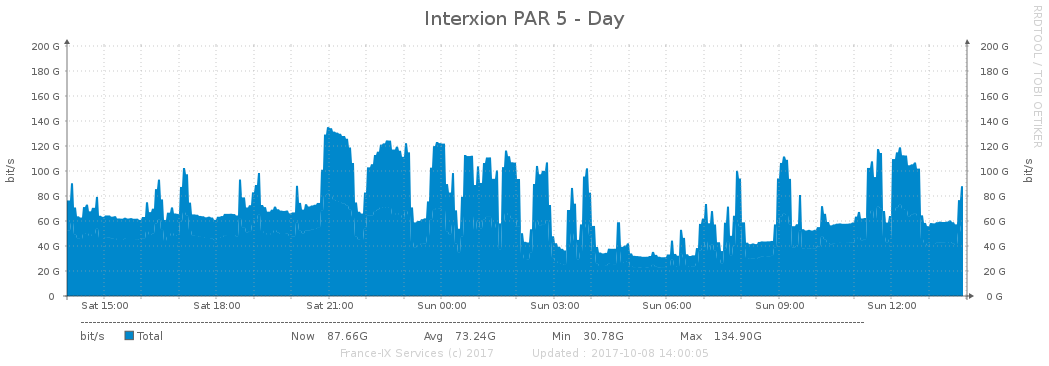 Interxion PAR 5 - Day
RRDTOOL / TOBI OETIKER
bit/s
200 G
180 G
160 G
140 G
120 G
100 G
80 G
60 G
40 G
20 G
0
200 G
180 G
160 G
140 G
120 G
100 G
80 G
60 G
40 G
20 G
0 G
bit/s
Sat 15:00 Sat 18:00 Sat 21:00 Sun 00:00 Sun 03:00 Sun 06:00 Sun 09:00 Sun 12:00
bit/s Total Now 87.66G Avg 73.24G Min 30.78G Max 134.90G
France-IX Services (c) 2017 Updated : 2017-10-08 14:00:05